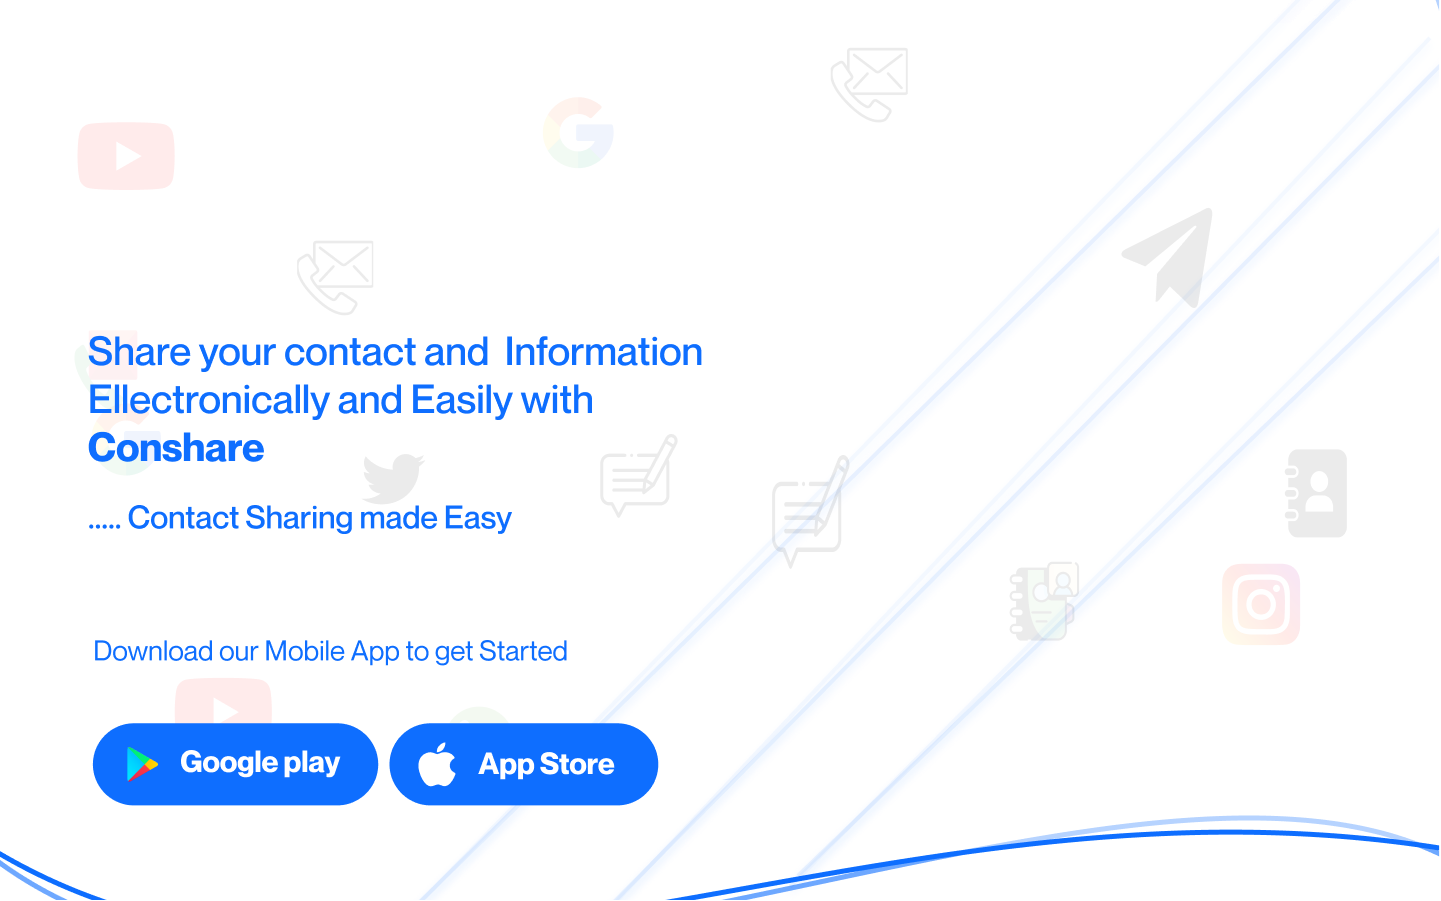 Share your contact and  Information
Ellectronically and Easily with
Conshare
..... Contact Sharing made Easy
Download our Mobile App to get Started
Google play
App Store